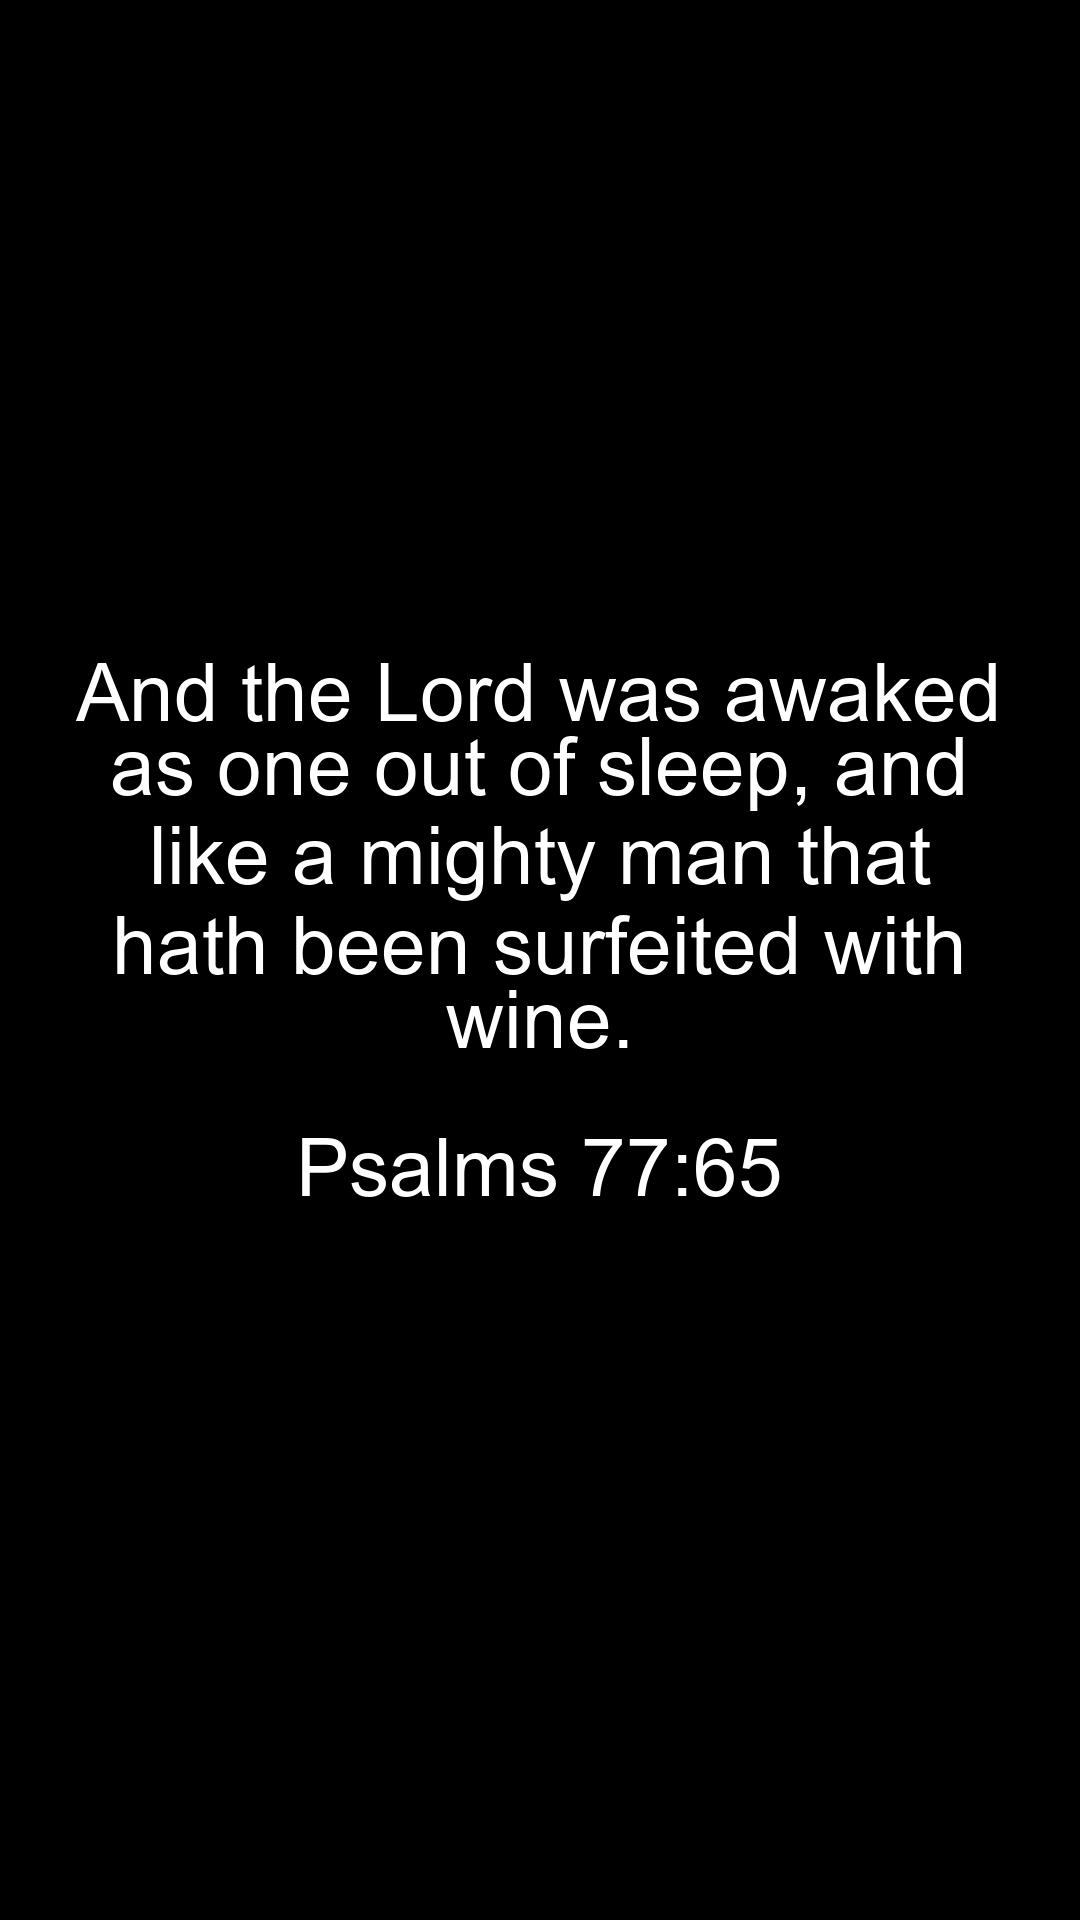 And the Lord was awaked
as one out of sleep, and
like a mighty man that
hath been surfeited with
wine.
Psalms 77:65